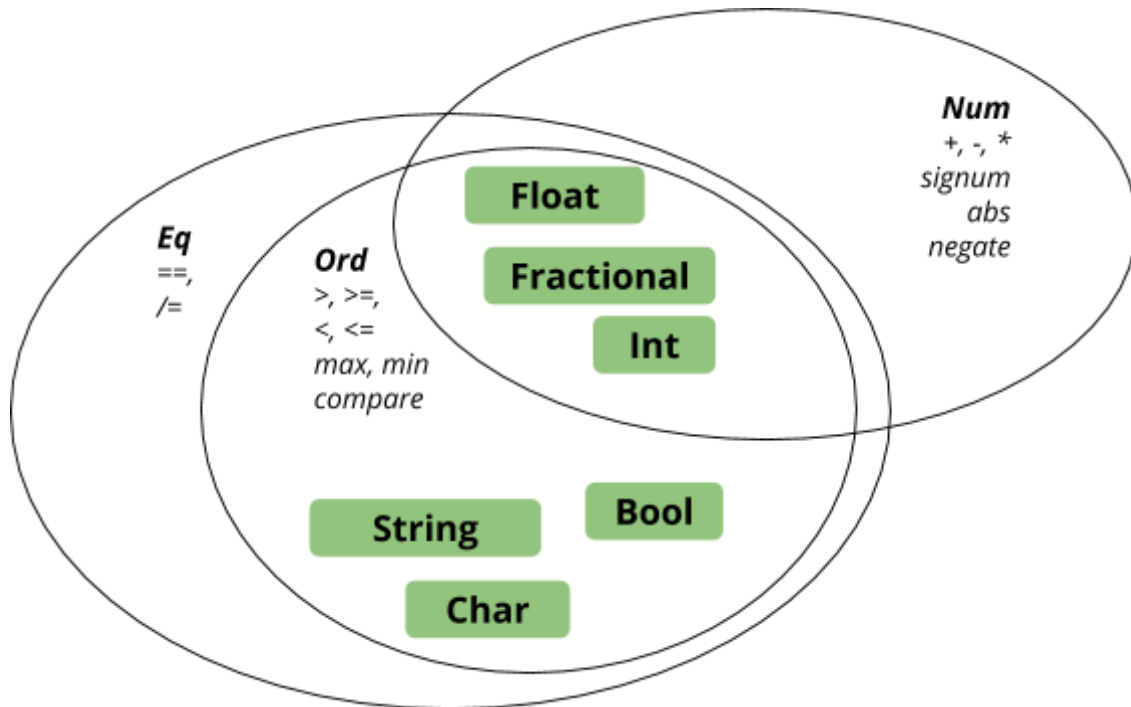 Num
+, -, *
signum
abs
negate
Eq
==,
/=
Ord
>, >=,
<, <=
max, min
compare
Float
Fractional
Int
String
Bool
Char